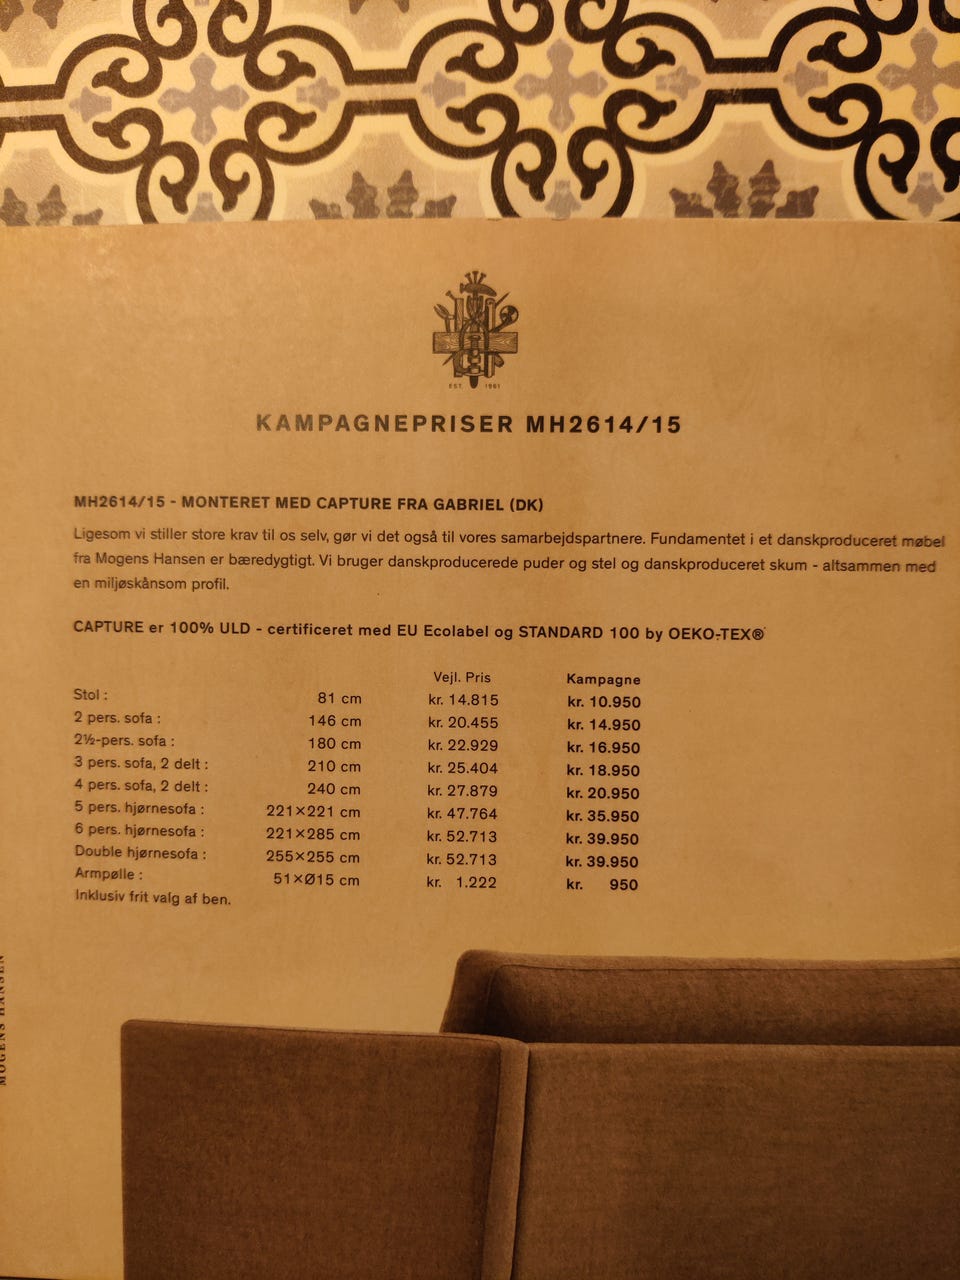 EST. 1961
KAMPAGNEPRISER MH2614/15
MH2614/15 - MONTERET MED CAPTURE FRA GABRIEL (DK)
Ligesom vi stiller store krav til os selv, gør vi det også til vores samarbejdspartnere. Fundamentet i et danskproduceret møbel
fra Mogens Hansen er bæredygtigt. Vi bruger danskproducerede puder og stel og danskproduceret skum - altsammen med
en miljøskånsom profil.
CAPTURE er 100% ULD - certificeret med EU Ecolabel og STANDARD 100 by OEKO-TEX®
Vejl. Pris Kampagne
Stol : 81 cm kr. 14.815 kr. 10.950
2 pers. sofa : 146 cm kr. 20.455 kr. 14.950
2½-pers. sofa : 180 cm kr. 22.929 kr. 16.950
3 pers. sofa, 2 delt : 210 cm kr. 25.404 kr. 18.950
4 pers. sofa, 2 delt : 240 cm kr. 27.879 kr. 20.950
5 pers. hjørnesofa : 221×221 cm kr. 47.764 kr. 35.950
6 pers. hjørnesofa : 221×285 cm kr. 52.713 kr. 39.950
Double hjørnesofa : 255×255 cm kr. 52.713 kr. 39.950
Armpølle : 51×Ø15 cm kr. 1.222 kr. 950
Inklusiv frit valg af ben.
MOGENS HANSEN